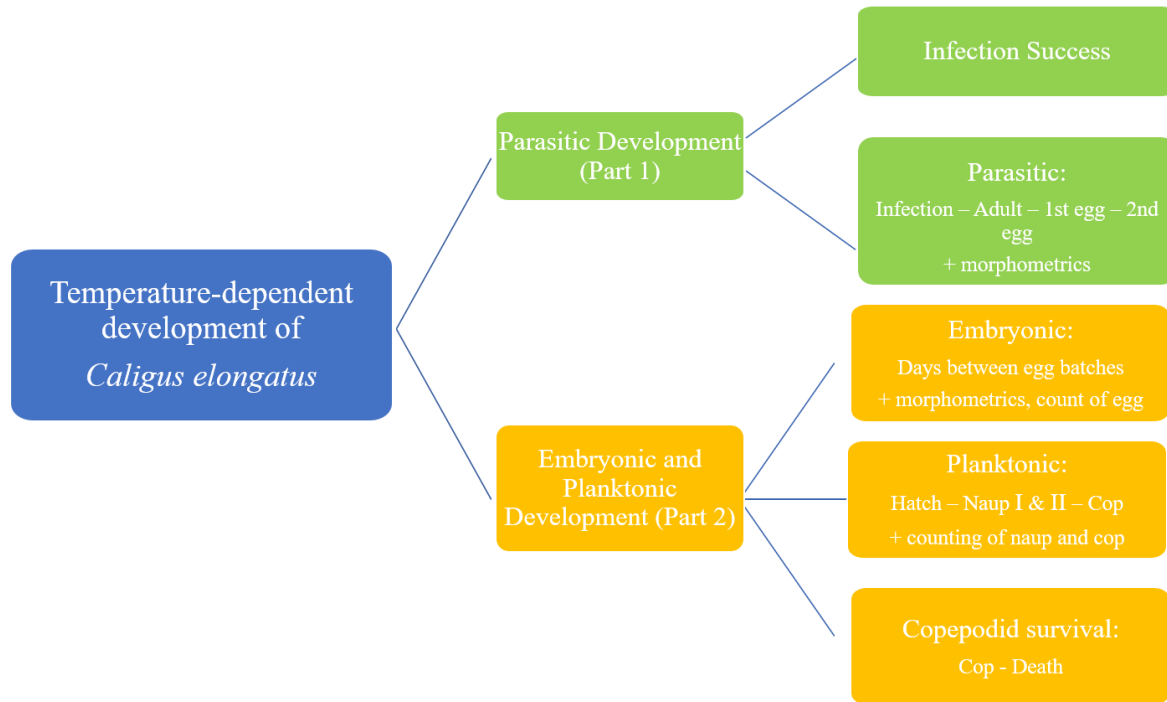 Temperature-dependent
development of
Caligus elongatus
Parasitic Development
(Part 1)
Infection Success
Parasitic:
Infection – Adult – 1st egg – 2nd
egg
+ morphometrics
Embryonic and
Planktonic
Development (Part 2)
Embryonic:
Days between egg batches
+ morphometrics, count of egg
Planktonic:
Hatch – Naup I & II – Cop
+ counting of naup and cop
Copepodid survival:
Cop - Death